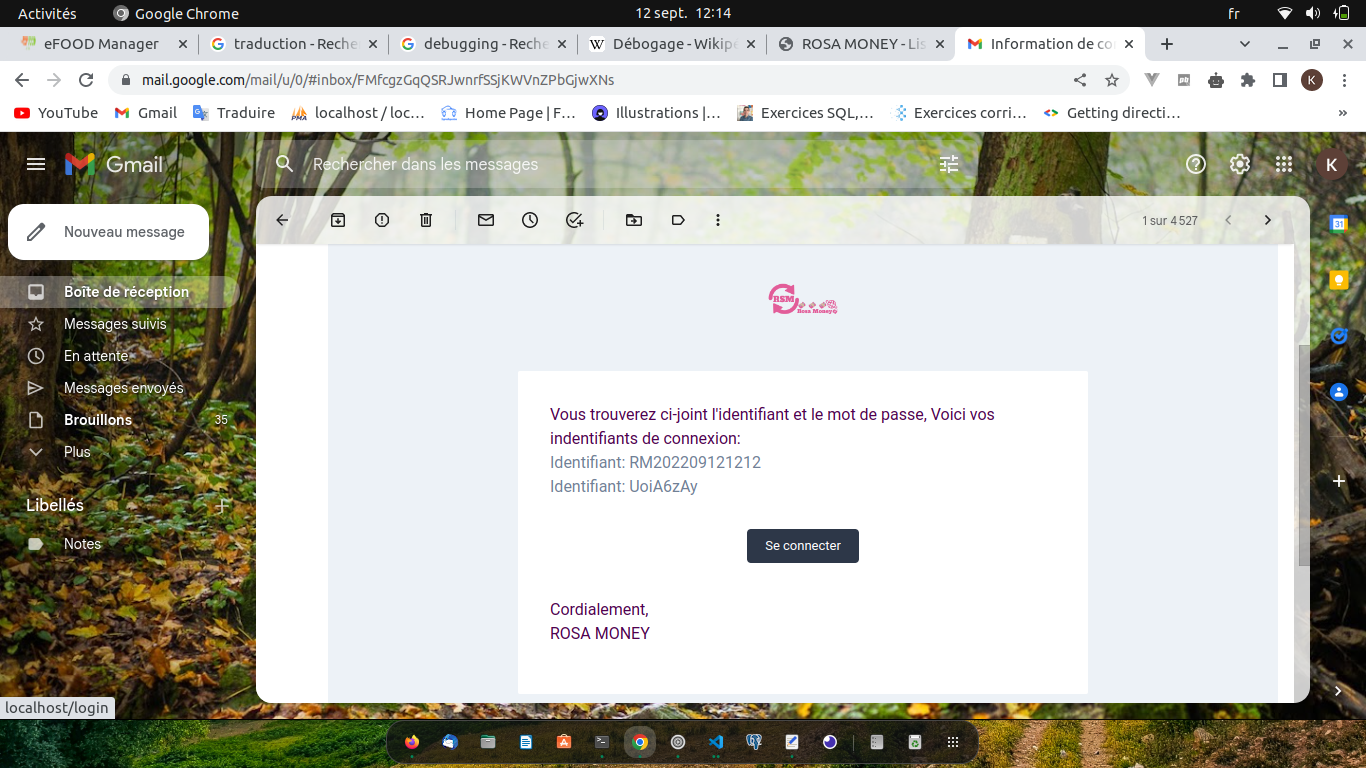 Activités
Google Chrome
12 sept. 12:14
fr
eFOOD Manager
traduction - Reche
debugging - Reche
Débogage - Wikipe
ROSA MONEY - Lis
Information de co
mail.google.com/mail/u/0/#inbox/FMfcgzGqQSRJwnrfSSjKWVnZPbGjwXNs
K
YouTube
Gmail
Traduire
localhost / loc…
Home Page | F…
Illustrations |…
Exercices SQL,…
Exercices corri…
Getting directi…
»
Gmail
Rechercher dans les messages
K
Nouveau message
1 sur 4 527
Boîte de réception
Messages suivis
En attente
Messages envoyés
Brouillons 35
Plus
Libellés
Notes
RSM
Rosa Money
Vous trouverez ci-joint l'identifiant et le mot de passe, Voici vos
indentifiants de connexion:
Identifiant: RM202209121212
Identifiant: UoiA6zAy
Se connecter
Cordialement,
ROSA MONEY
31
localhost/login